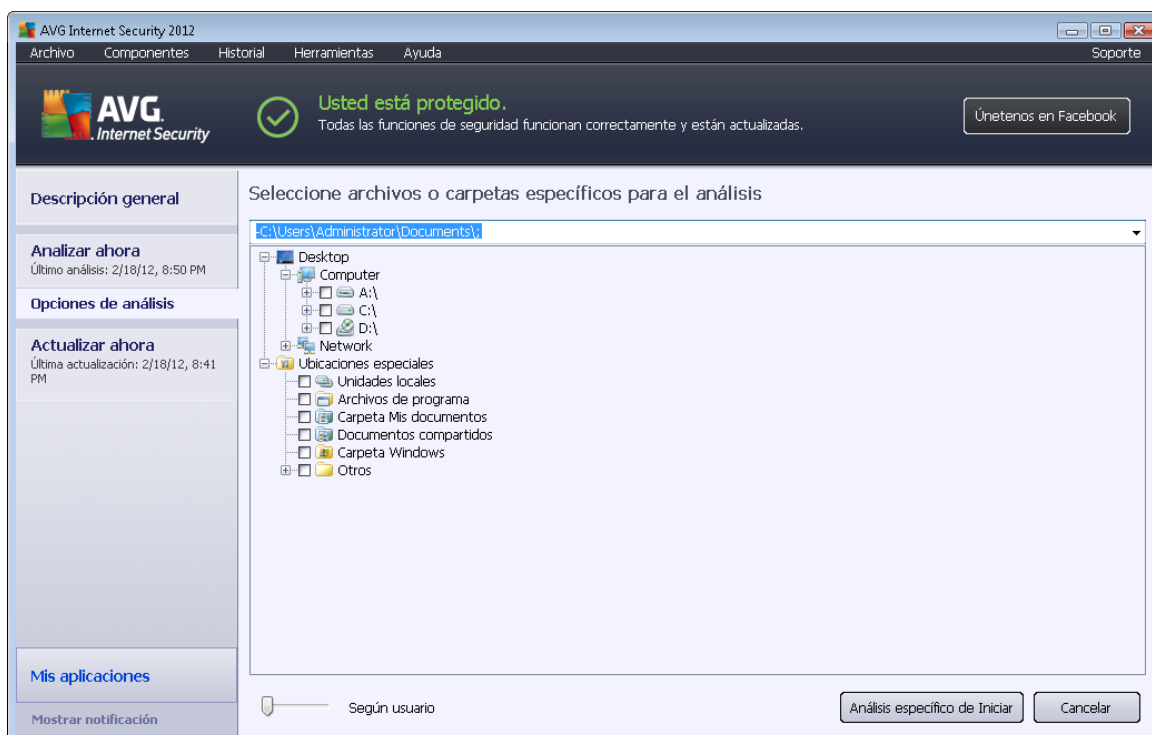 AVG Internet Security 2012
Archivo Componentes Historial Herramientas Ayuda Soporte
AVG.
Internet Security
Usted está protegido.
Todas las funciones de seguridad funcionan correctamente y están actualizadas.
Únetenos en Facebook
Descripción general
Analizar ahora
Último análisis: 2/18/12, 8:50 PM
Opciones de análisis
Actualizar ahora
Última actualización: 2/18/12, 8:41
PM
Mis aplicaciones
Mostrar notificación
Seleccione archivos o carpetas específicos para el análisis
-C:\Users\Administrator\Documents\;
Desktop
Computer
A:\
C:\
D:\
Network
Ubicaciones especiales
Unidades locales
Archivos de programa
Carpeta Mis documentos
Documentos compartidos
Carpeta Windows
Otros
Según usuario
Análisis específico de Iniciar
Cancelar